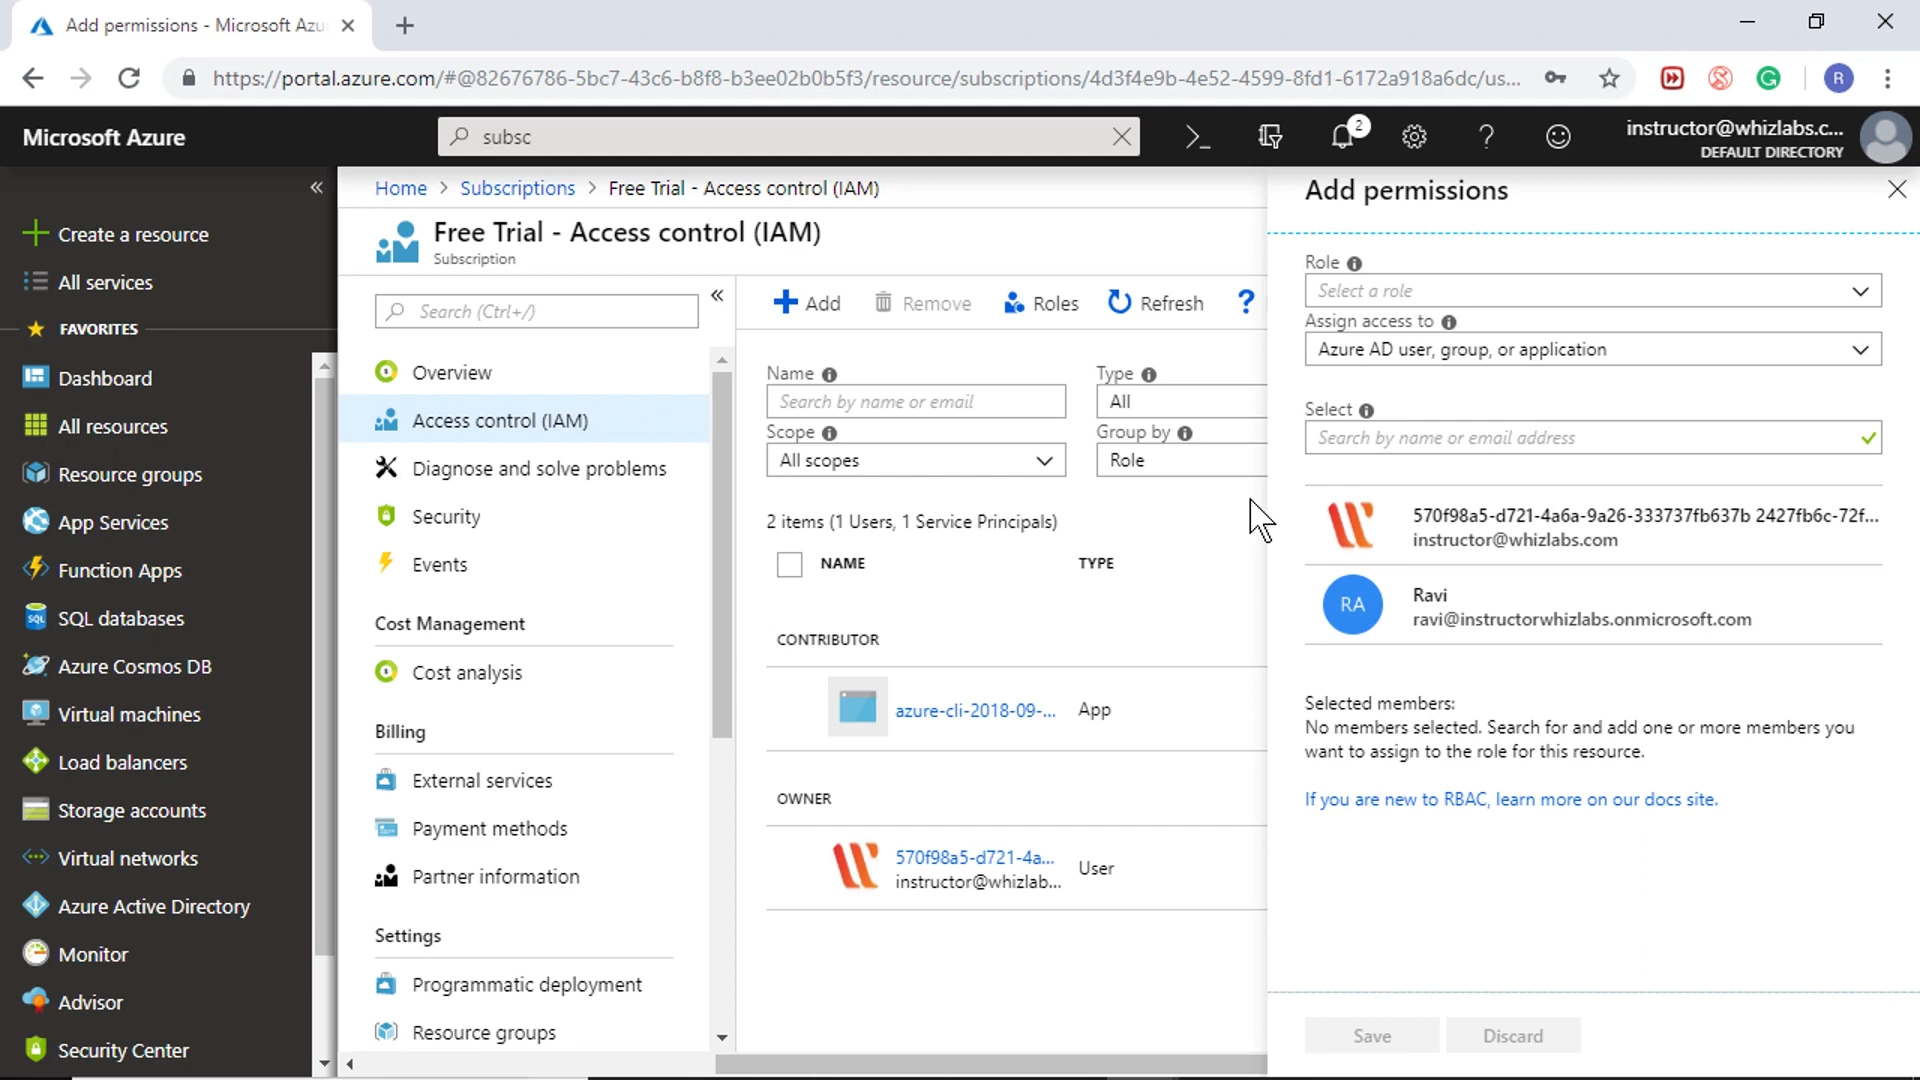 Add permissions - Microsoft Azu
https://portal.azure.com/#@82676786-5bc7-43c6-b8f8-b3ee02b0b5f3/resource/subscriptions/4d3f4e9b-4e52-4599-8fd1-6172a918a6dc/us...
R
Microsoft Azure
subsc
2
instructor@whizlabs.c...
DEFAULT DIRECTORY
Create a resource
All services
FAVORITES
Dashboard
All resources
Resource groups
App Services
Function Apps
SQL databases
Azure Cosmos DB
Virtual machines
Load balancers
Storage accounts
Virtual networks
Azure Active Directory
Monitor
Advisor
Security Center
Home > Subscriptions > Free Trial - Access control (IAM)
Free Trial - Access control (IAM)
Subscription
Search (Ctrl+/)
Overview
Access control (IAM)
Diagnose and solve problems
Security
Events
Cost Management
Cost analysis
Billing
External services
Payment methods
Partner information
Settings
Programmatic deployment
Resource groups
Add Remove Roles Refresh
Name Type
Search by name or email All
Scope Group by
All scopes Role
2 items (1 Users, 1 Service Principals)
NAME TYPE
CONTRIBUTOR
azure-cli-2018-09-... App
OWNER
570f98a5-d721-4a... User
instructor@whizlab...
Add permissions
Role
Select a role
Assign access to
Azure AD user, group, or application
Select
Search by name or email address
570f98a5-d721-4a6a-9a26-333737fb637b 2427fb6c-72f...
instructor@whizlabs.com
RA
Ravi
ravi@instructorwhizlabs.onmicrosoft.com
Selected members:
No members selected. Search for and add one or more members you
want to assign to the role for this resource.
If you are new to RBAC, learn more on our docs site.
Save Discard